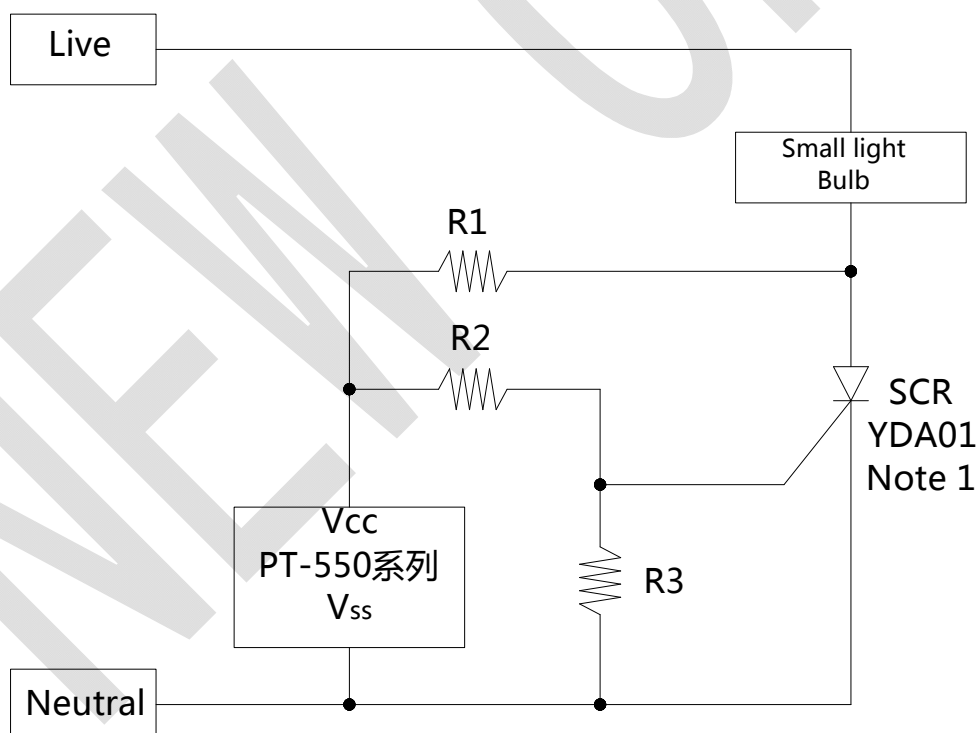 Live
Small light
Bulb
R1
R2
SCR
YDA01
Note 1
Vcc
PT-550系列
Vss
R3
Neutral
NEW